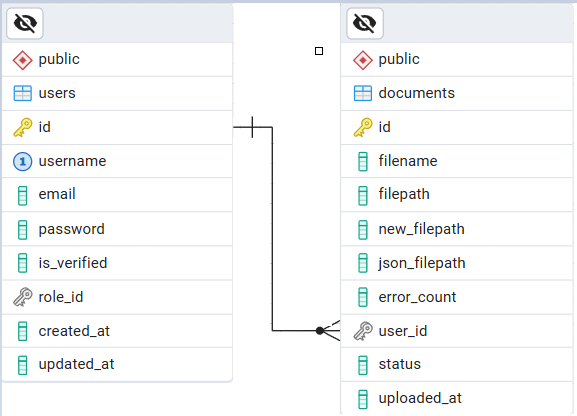 public
users
id
1 username
email
password
is_verified
role_id
created_at
updated_at
public
documents
id
filename
filepath
new_filepath
json_filepath
error_count
user_id
status
uploaded_at